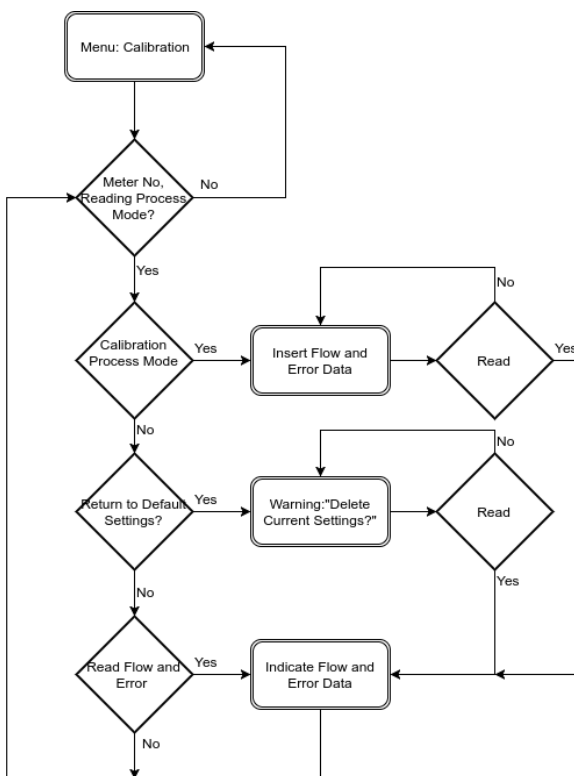 Menu: Calibration
Meter No,
Reading Process
Mode?
No
Yes
Calibration
Process Mode
Yes
Insert Flow and
Error Data
No
Read
Yes
No
Return to Default
Settings?
Yes
Warning:"Delete
Current Settings?"
No
Read
Yes
No
Read Flow and
Error
Yes
Indicate Flow and
Error Data
No